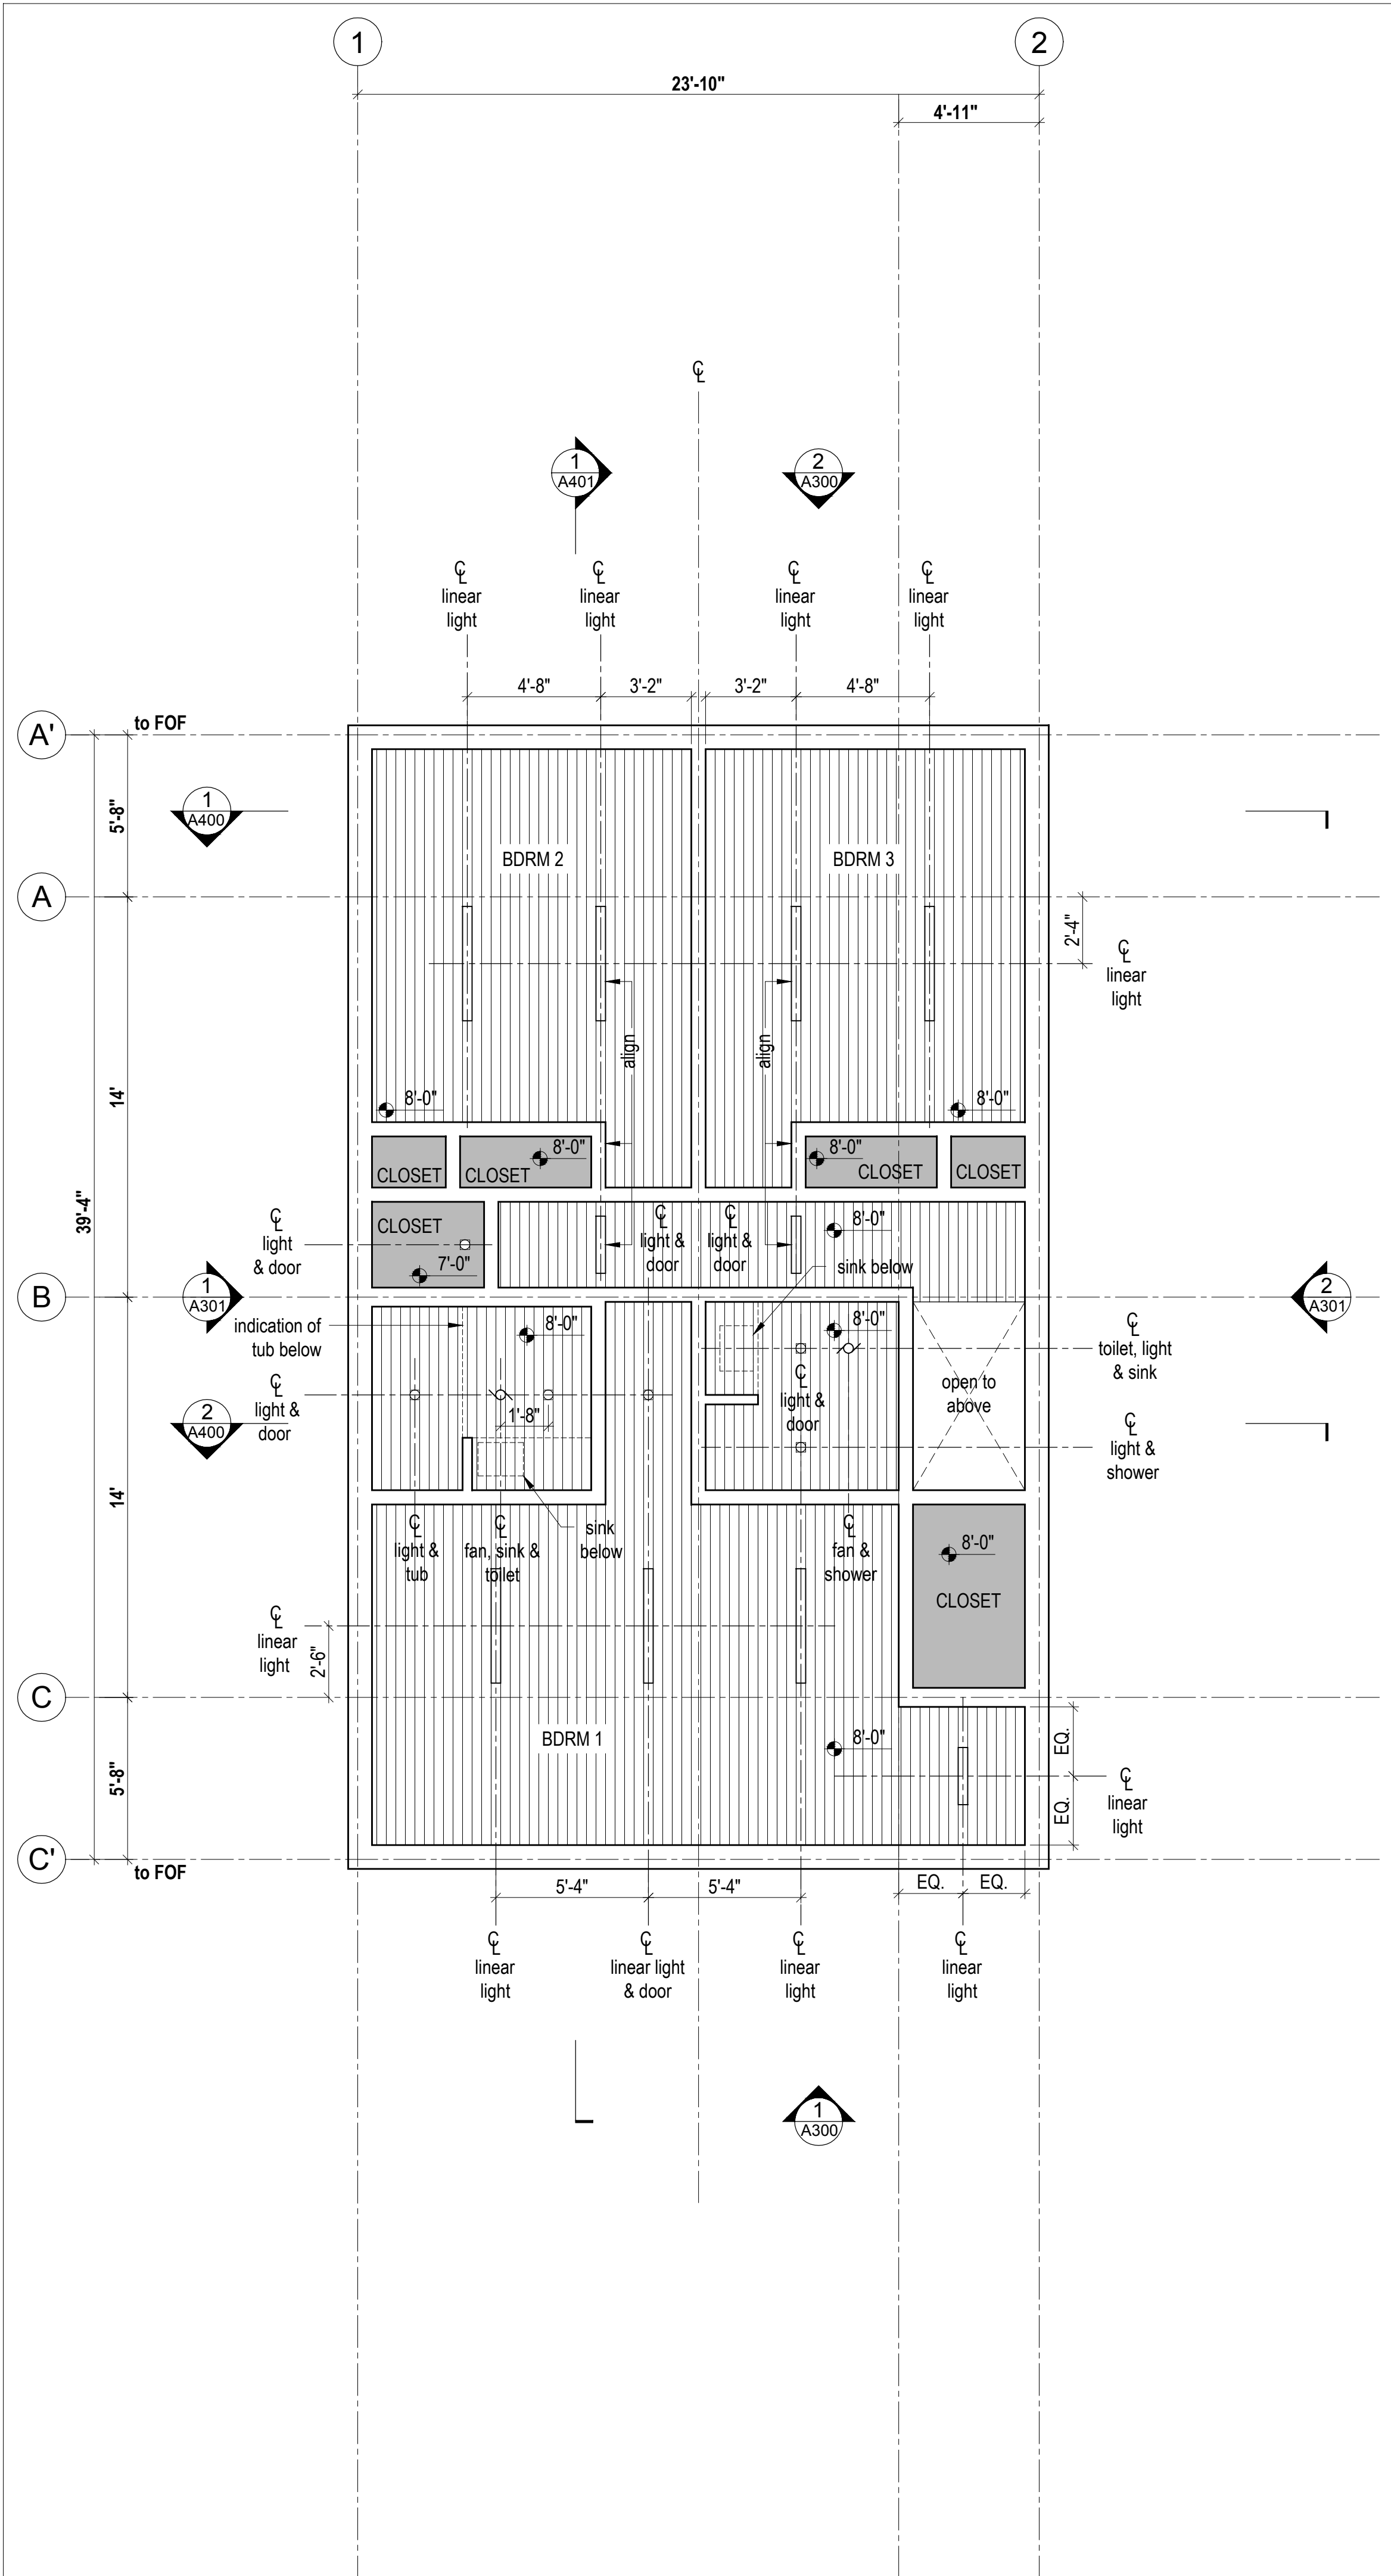 1
2
23'-10"
4'-11"
℄
1
A401
2
A300
℄
linear
light
℄
linear
light
℄
linear
light
℄
linear
light
4'-8"
3'-2"
3'-2"
4'-8"
A'
to FOF
5'-8"
1
A400
BDRM 2
BDRM 3
A
2'-4"
℄
linear
light
align
align
14'
8'-0"
8'-0"
8'-0"
8'-0"
CLOSET
CLOSET
CLOSET
CLOSET
39'-4"
CLOSET
℄
light
& door
7'-0"
℄
light &
door
℄
light &
door
8'-0"
sink below
B
1
A301
2
A301
indication of
tub below
8'-0"
8'-0"
℄
toilet, light
& sink
℄
light &
door
1'-8"
℄
light &
door
open to
above
2
A400
℄
light &
shower
14'
℄
light &
tub
℄
fan, sink &
toilet
sink
below
℄
fan &
shower
8'-0"
CLOSET
℄
linear
light
2'-6"
C
BDRM 1
8'-0"
EQ.
EQ.
℄
linear
light
5'-8"
C'
to FOF
5'-4"
5'-4"
EQ.
EQ.
℄
linear
light
℄
linear light
& door
℄
linear
light
℄
linear
light
1
A300